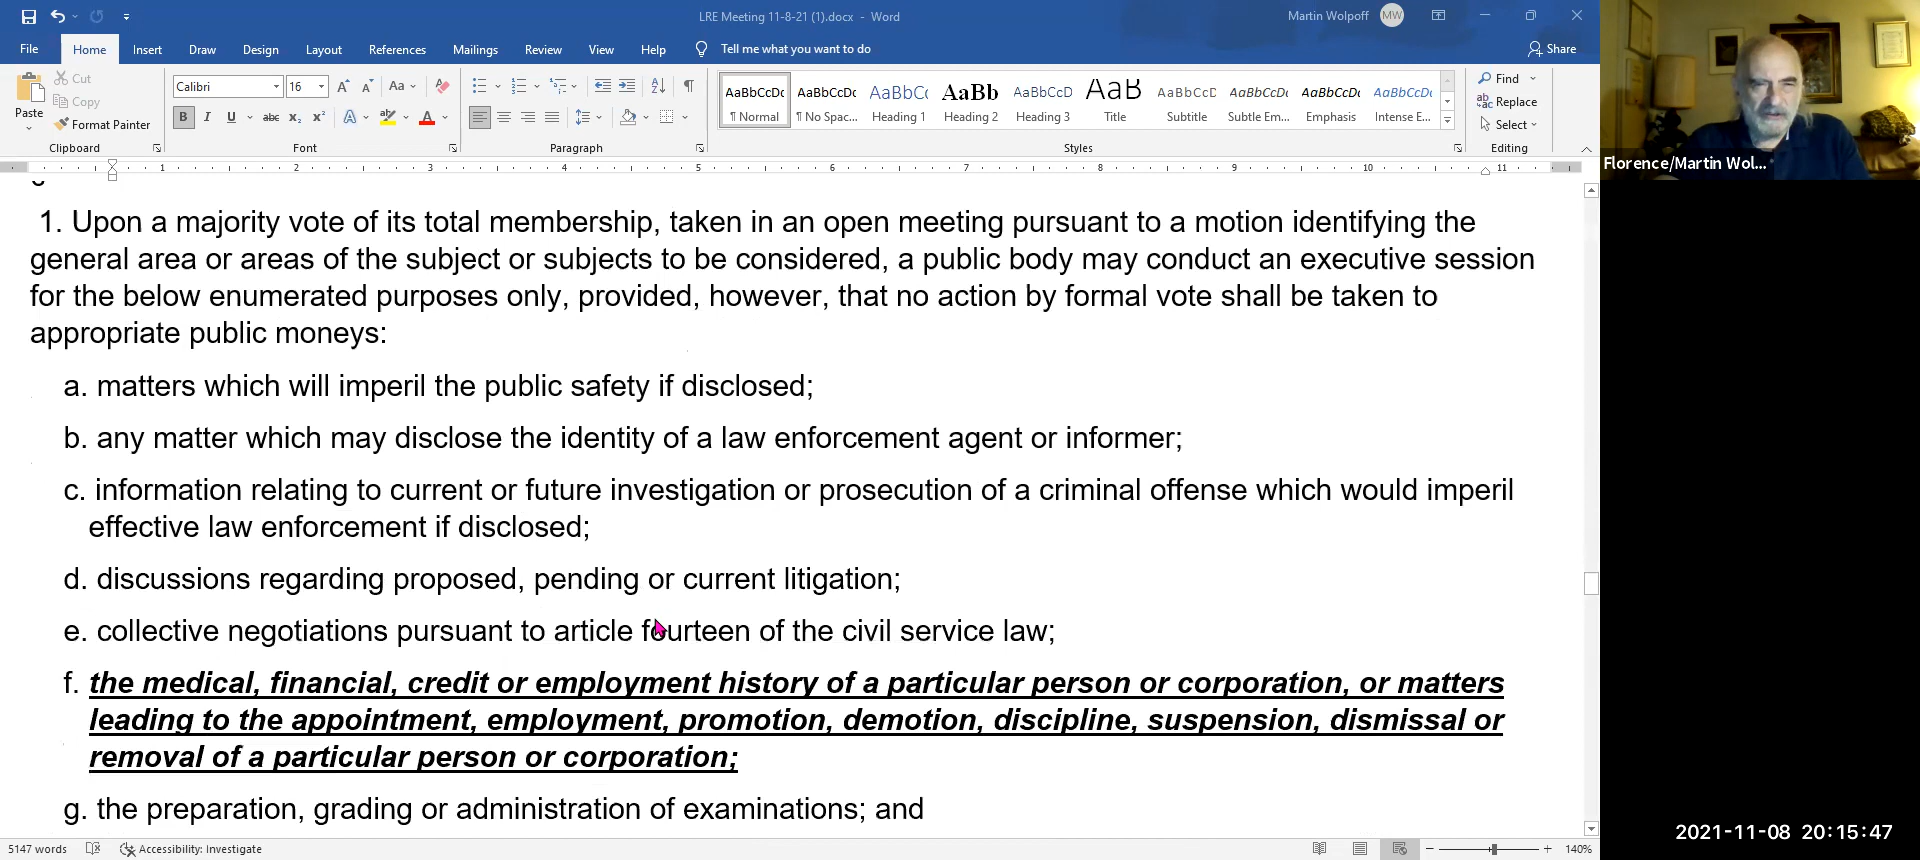 LRE Meeting 11-8-21 (1).docx - Word
Martin Wolpoff MW
File Home Insert Draw Design Layout References Mailings Review View Help Tell me what you want to do Share
Cut
Copy
Paste
Format Painter
Clipboard
Calibri 16
Font
Paragraph
AaBbCcDc AaBbCcDc AaBbCc AaBb AaBbCcD AaB AaBbCcD AaBbCcDc AaBbCcDc AaBbCcDc
¶ Normal ¶ No Spac... Heading 1 Heading 2 Heading 3 Title Subtitle Subtle Em... Emphasis Intense E...
Styles
Find
Replace
Select
Editing
Florence/Martin Wol...
1 2 3 4 5 6 7 8 9 10 11
1. Upon a majority vote of its total membership, taken in an open meeting pursuant to a motion identifying the
general area or areas of the subject or subjects to be considered, a public body may conduct an executive session
for the below enumerated purposes only, provided, however, that no action by formal vote shall be taken to
appropriate public moneys:
a. matters which will imperil the public safety if disclosed;
b. any matter which may disclose the identity of a law enforcement agent or informer;
c. information relating to current or future investigation or prosecution of a criminal offense which would imperil
effective law enforcement if disclosed;
d. discussions regarding proposed, pending or current litigation;
e. collective negotiations pursuant to article fourteen of the civil service law;
f. the medical, financial, credit or employment history of a particular person or corporation, or matters
leading to the appointment, employment, promotion, demotion, discipline, suspension, dismissal or
removal of a particular person or corporation;
g. the preparation, grading or administration of examinations; and
2021-11-08 20:15:47
5147 words Accessibility: Investigate 140%